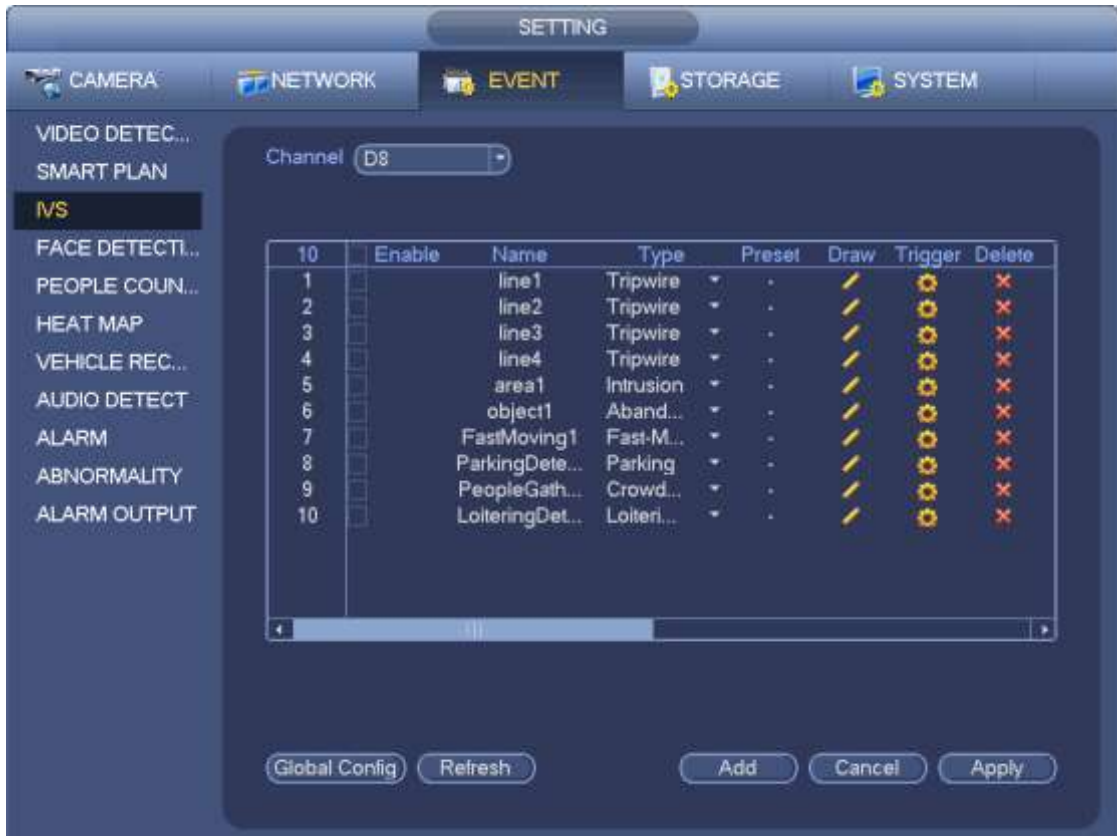 SETTING
CAMERA NETWORK EVENT STORAGE SYSTEM
VIDEO DETEC...
SMART PLAN
IVS
FACE DETECTI...
PEOPLE COUN...
HEAT MAP
VEHICLE REC...
AUDIO DETECT
ALARM
ABNORMALITY
ALARM OUTPUT
Channel D8
10 Enable Name Type Preset Draw Trigger Delete
1 line1 Tripwire -
2 line2 Tripwire -
3 line3 Tripwire -
4 line4 Tripwire -
5 area1 Intrusion -
6 object1 Aband... -
7 FastMoving1 Fast-M... -
8 ParkingDete... Parking -
9 PeopleGath... Crowd... -
10 LoiteringDet... Loiteri... -
Global Config Refresh Add Cancel Apply